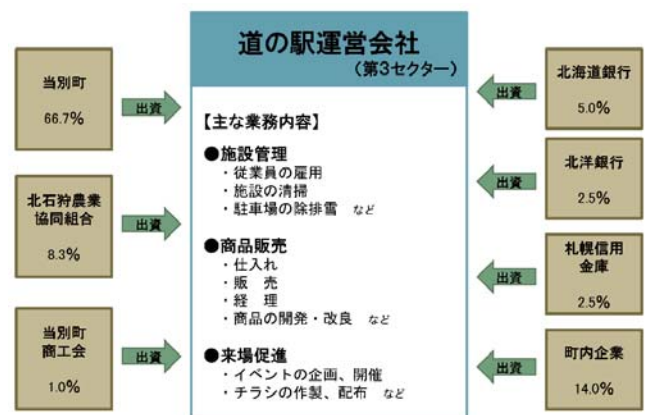 道の駅運営会社
（第3セクター）
当別町
66.7%
出資
北石狩農業
協同組合
8.3%
出資
当別町
商工会
1.0%
出資
【主な業務内容】
●施設管理
・従業員の雇用
・施設の清掃
・駐車場の除排雪　など
●商品販売
・仕入れ
・販　売
・経　理
・商品の開発・改良　など
●来場促進
・イベントの企画、開催
・チラシの作製、配布　など
北海道銀行
5.0%
出資
北洋銀行
2.5%
出資
札幌信用
金庫
2.5%
出資
町内企業
14.0%
出資